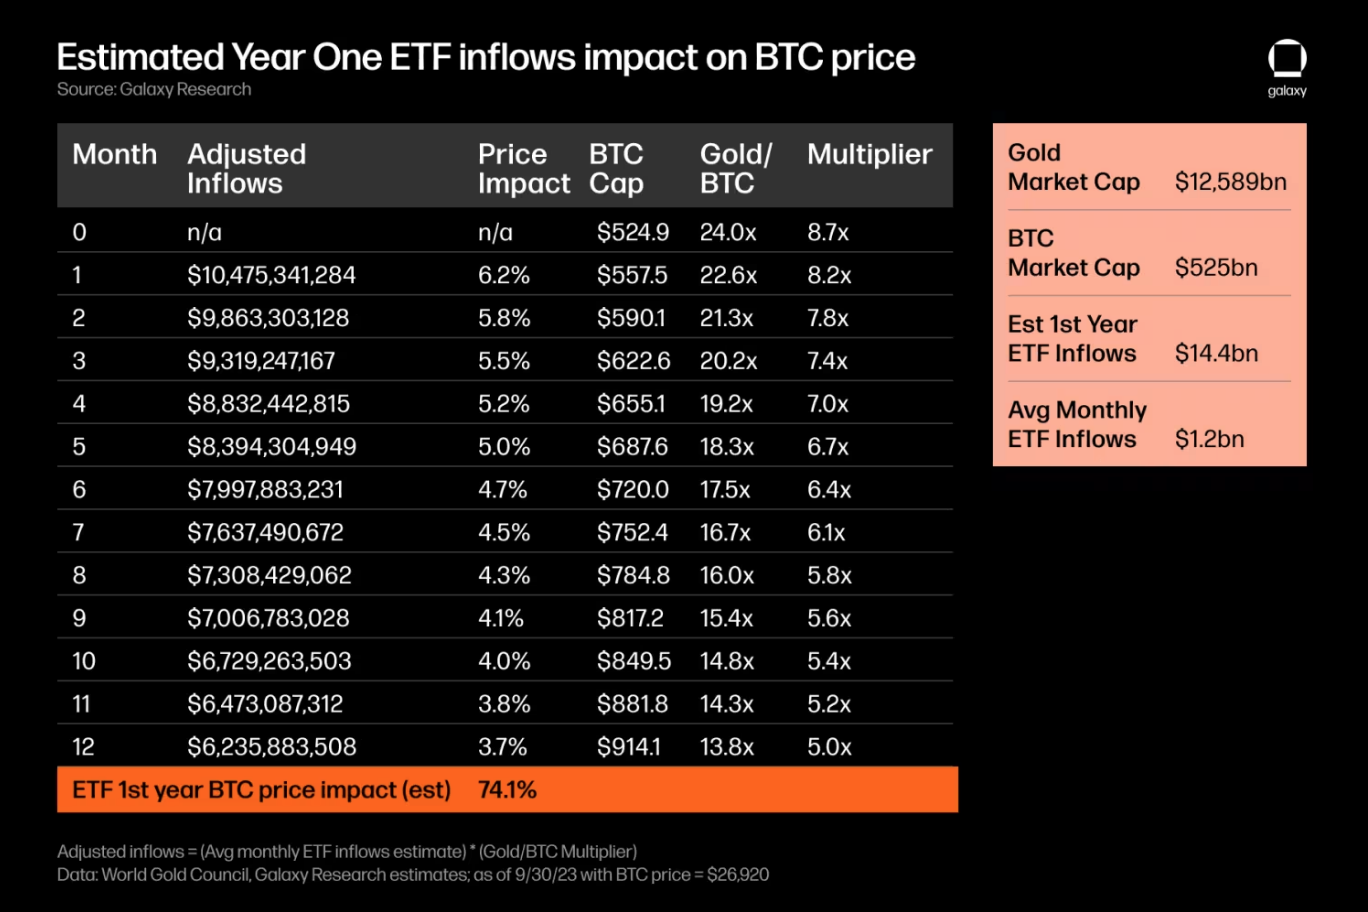 Estimated Year One ETF inflows impact on BTC price
Source: Galaxy Research
galaxy
Month Adjusted Inflows Price Impact BTC Cap Gold/BTC Multiplier
0 n/a n/a $524.9 24.0x 8.7x
1 $10,475,341,284 6.2% $557.5 22.6x 8.2x
2 $9,863,303,128 5.8% $590.1 21.3x 7.8x
3 $9,319,247,167 5.5% $622.6 20.2x 7.4x
4 $8,832,442,815 5.2% $655.1 19.2x 7.0x
5 $8,394,304,949 5.0% $687.6 18.3x 6.7x
6 $7,997,883,231 4.7% $720.0 17.5x 6.4x
7 $7,637,490,672 4.5% $752.4 16.7x 6.1x
8 $7,308,429,062 4.3% $784.8 16.0x 5.8x
9 $7,006,783,028 4.1% $817.2 15.4x 5.6x
10 $6,729,263,503 4.0% $849.5 14.8x 5.4x
11 $6,473,087,312 3.8% $881.8 14.3x 5.2x
12 $6,235,883,508 3.7% $914.1 13.8x 5.0x
ETF 1st year BTC price impact (est) 74.1%
Gold
Market Cap $12,589bn
BTC
Market Cap $525bn
Est 1st Year
ETF Inflows $14.4bn
Avg Monthly
ETF Inflows $1.2bn
Adjusted inflows = (Avg monthly ETF inflows estimate) * (Gold/BTC Multiplier)
Data: World Gold Council, Galaxy Research estimates; as of 9/30/23 with BTC price = $26,920